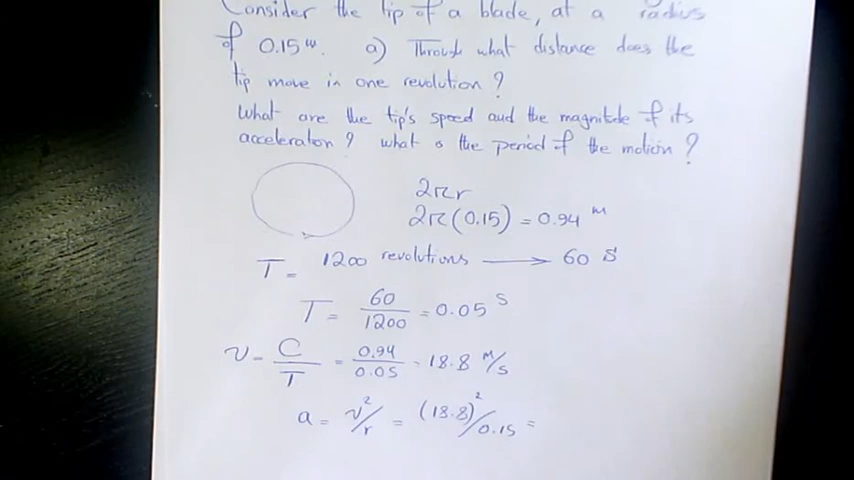 Consider the tip of a blade, at a radius
of 0.15 m. a) Through what distance does the
tip move in one revolution?
What are the tip's speed and the magnitude of its
acceleration? what is the period of the motion?
2πr
2π(0.15) = 0.94 m
T = 1200 revolutions → 60 S
T = 60/1200 = 0.05 S
v = C/T = 0.94/0.05 = 18.8 m/s
a = v²/r = (18.8)²/0.15 =